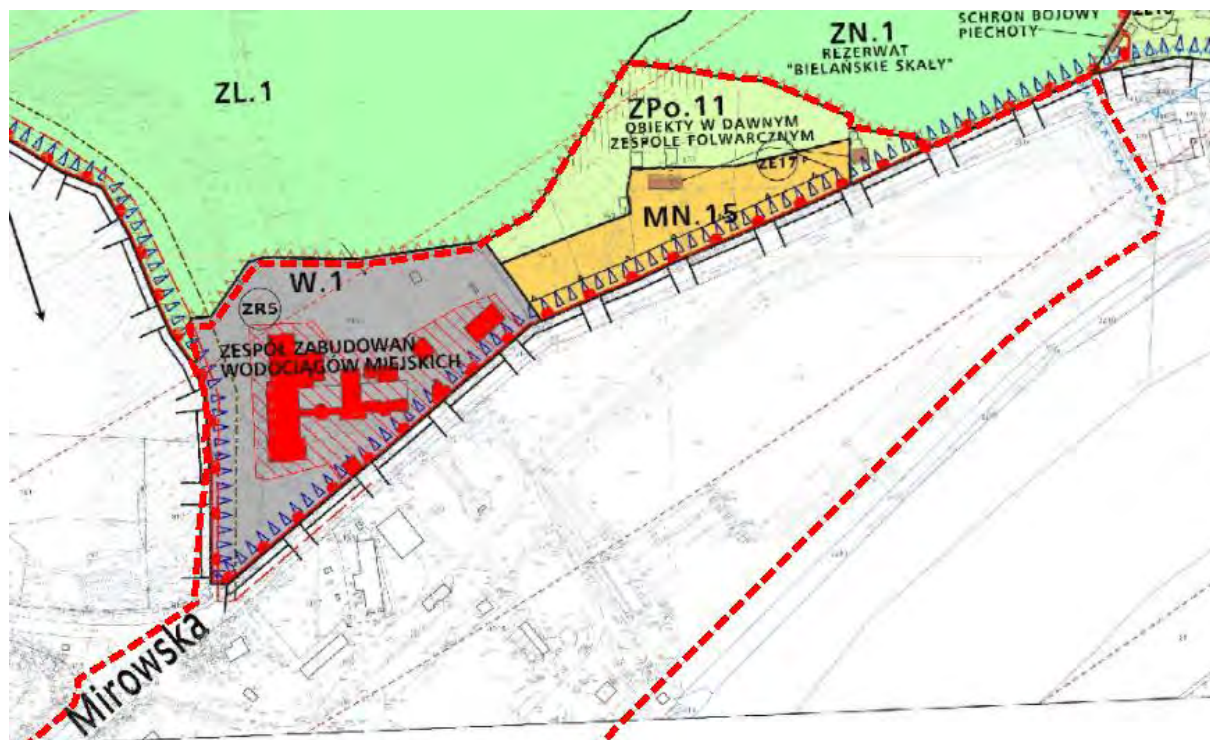 SCHRON BOJOWY
PIECHOTY
ZN.1
REZERWAT
"BIELAŃSKIE SKAŁY"
ZL.1
ZPo.11
OBIEKTY W DAWNYM
ZESPOLE FOLWARCZNYM
ZE17
MN.15
W.1
ZR5
ZESPÓŁ ZABUDOWAŃ
WODOCIĄGÓW MIEJSKICH
Mirowska